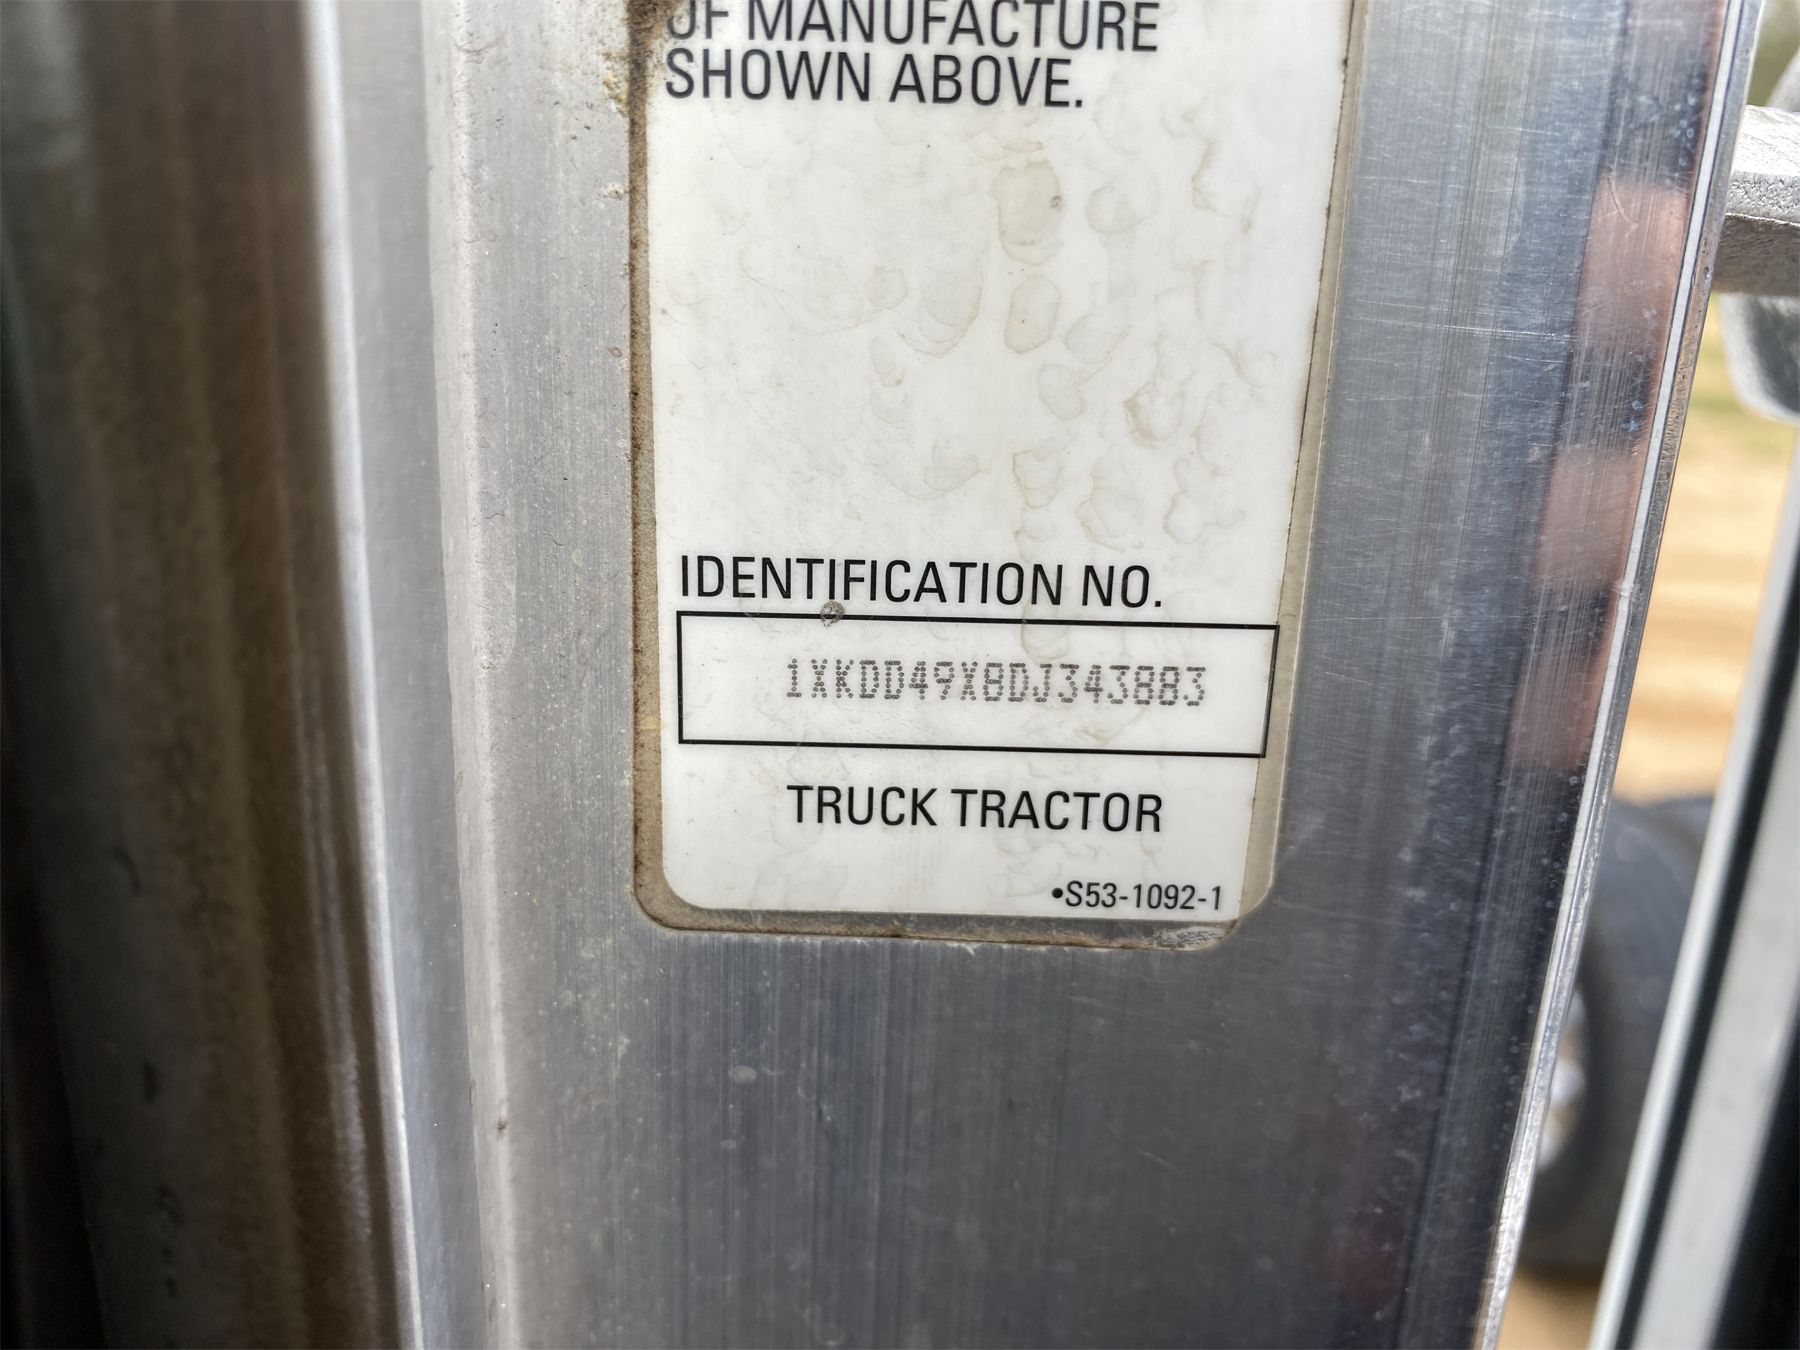 OF MANUFACTURE
SHOWN ABOVE.
IDENTIFICATION NO.
1XKDD49X8DJ343883
TRUCK TRACTOR
•S53-1092-1